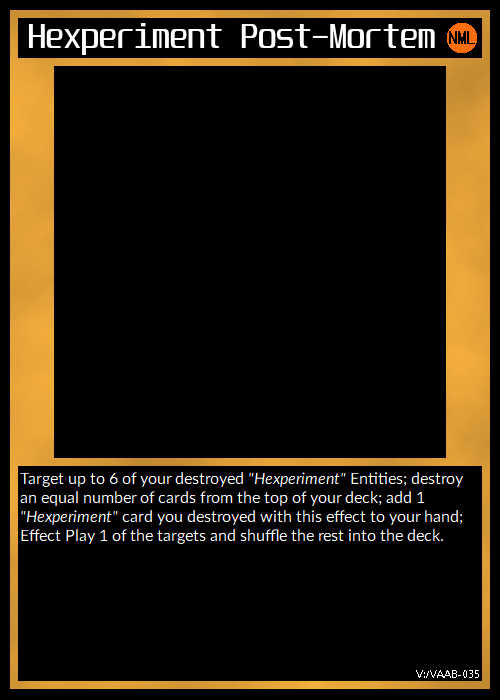 Hexperiment Post-Mortem NML
Target up to 6 of your destroyed "Hexperiment" Entities; destroy
an equal number of cards from the top of your deck; add 1
"Hexperiment" card you destroyed with this effect to your hand;
Effect Play 1 of the targets and shuffle the rest into the deck.
V:/VAAB-035